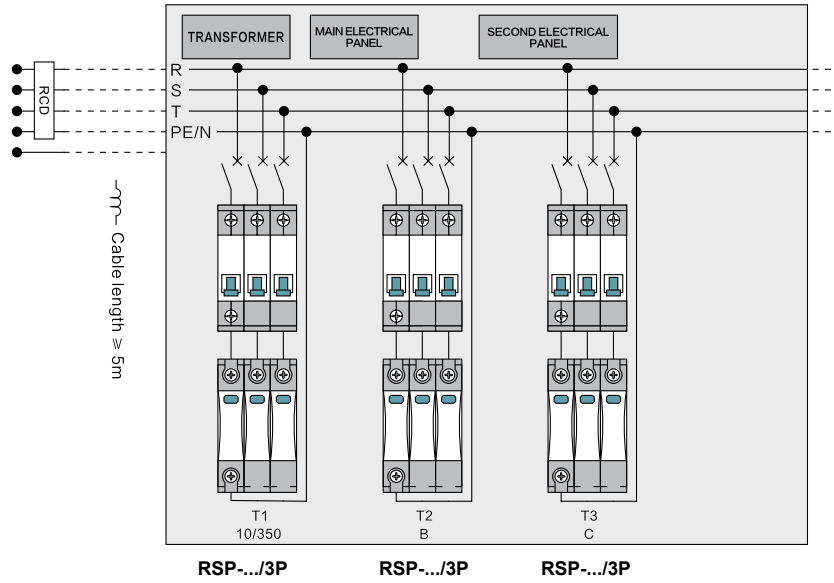 TRANSFORMER
MAIN ELECTRICAL
PANEL
SECOND ELECTRICAL
PANEL
RCD
R
S
T
PE/N
Cable length ≥ 5m
T1
10/350
T2
B
T3
C
RSP-.../3P
RSP-.../3P
RSP-.../3P